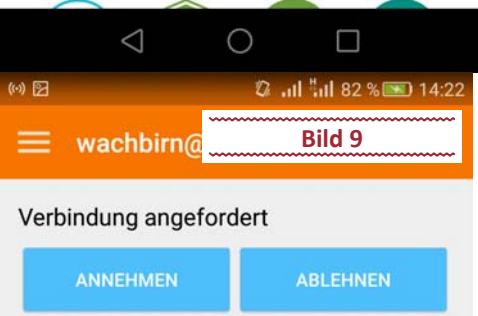 82 % 14:22
wachbirn@
Bild 9
Verbindung angefordert
ANNEHMEN ABLEHNEN